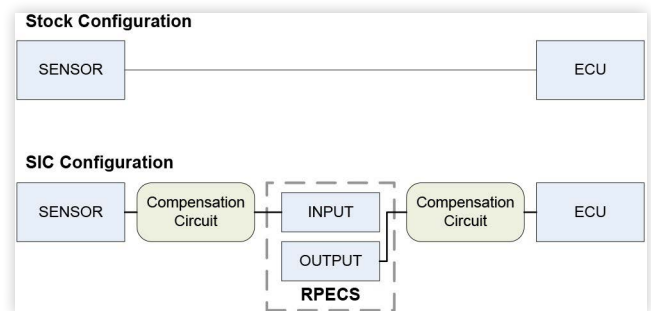 Stock Configuration
SENSOR
ECU
SIC Configuration
SENSOR
Compensation
Circuit
INPUT
OUTPUT
RPECS
Compensation
Circuit
ECU